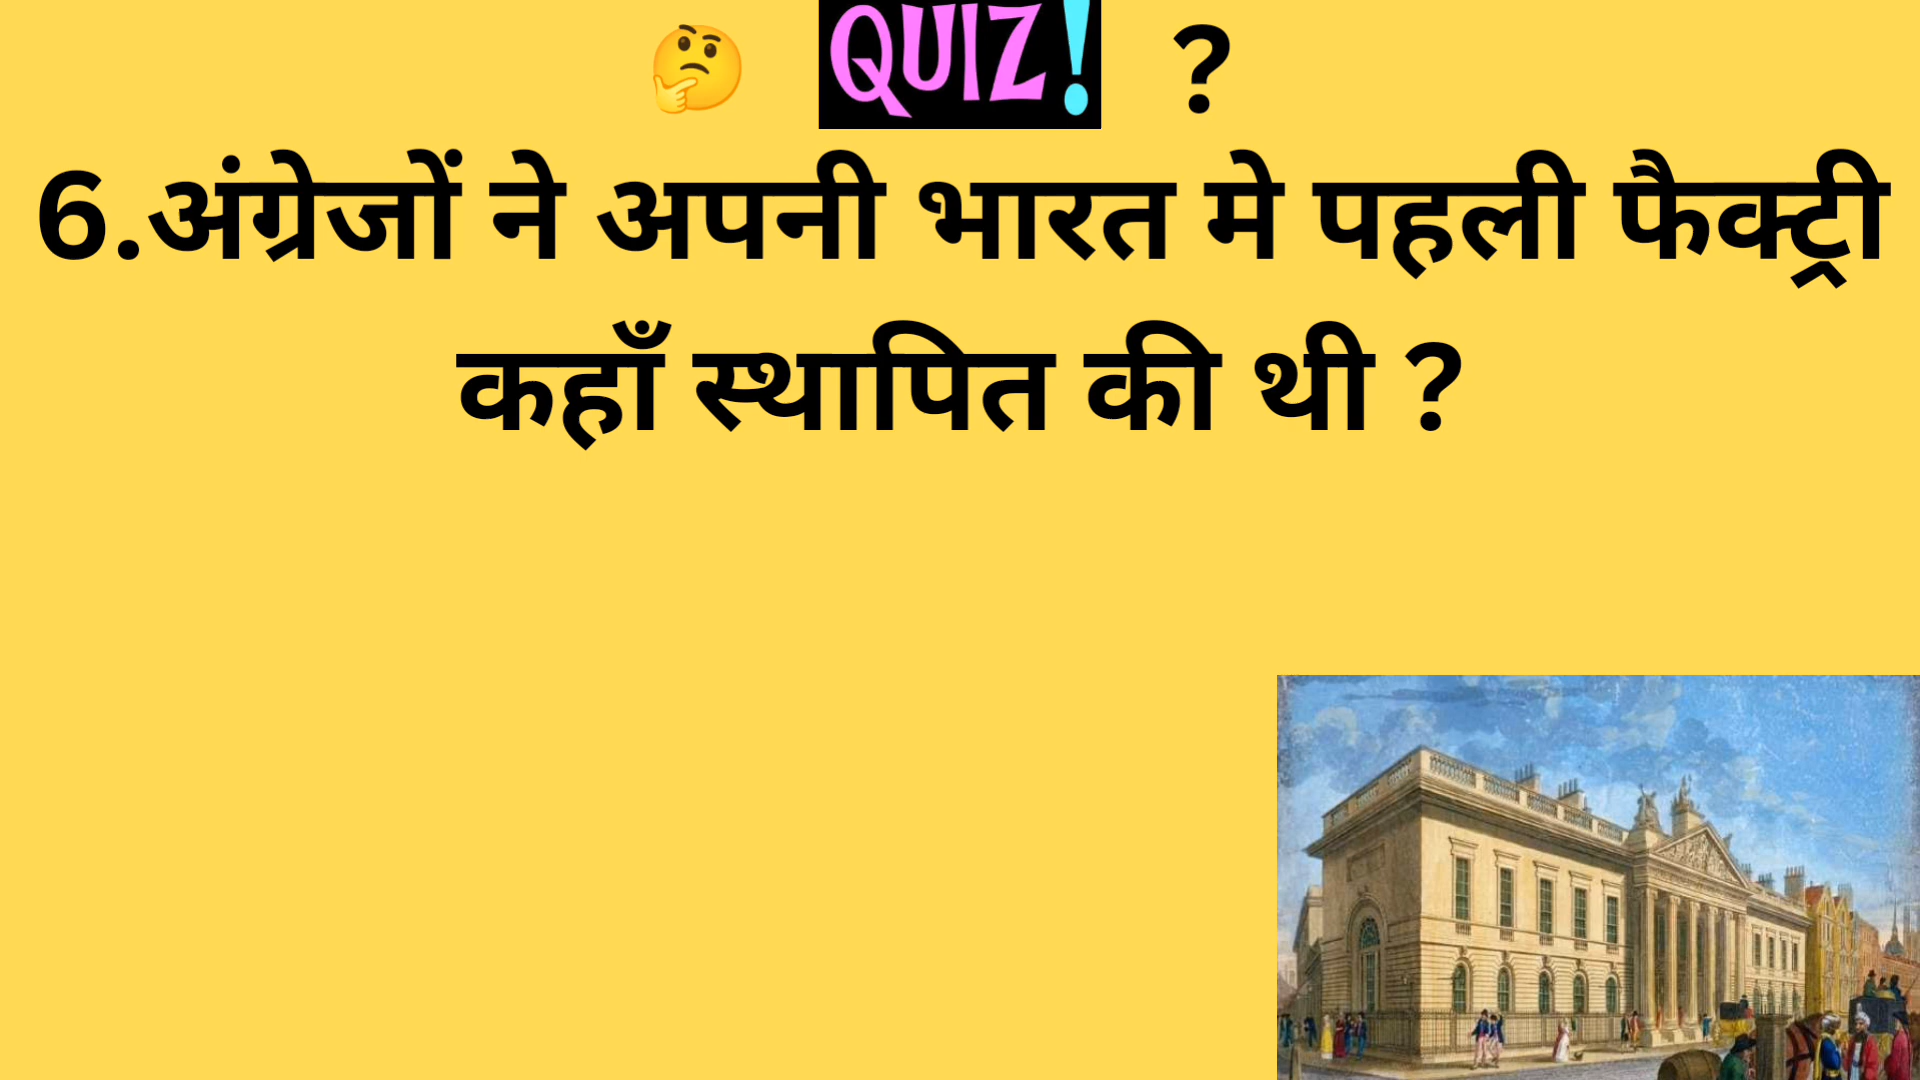 🤔 QUIZ! ?
6.अंग्रेजों ने अपनी भारत मे पहली फैक्ट्री
कहाँ स्थापित की थी ?